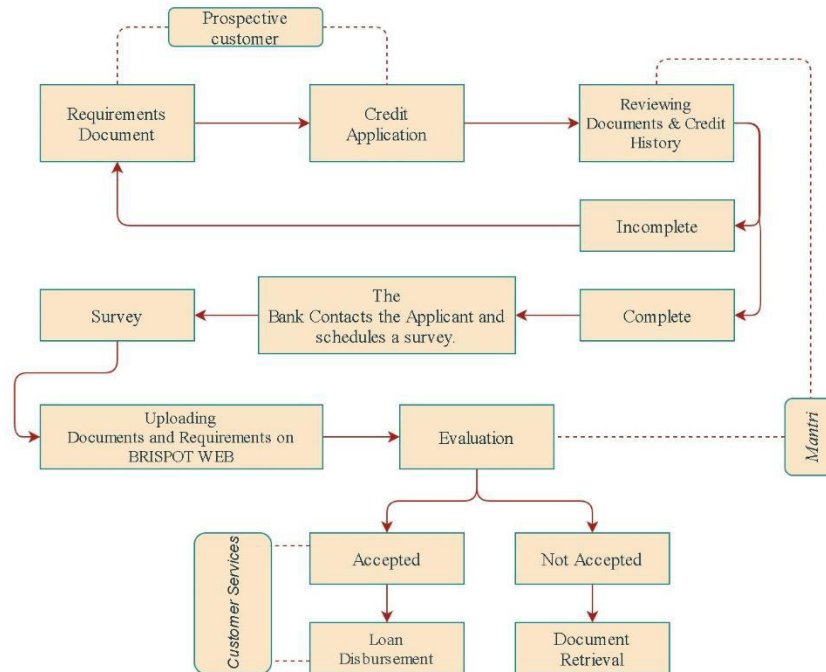 Prospective
customer
Requirements
Document
Credit
Application
Reviewing
Documents & Credit
History
Incomplete
Survey
The
Bank Contacts the Applicant and
schedules a survey.
Complete
Uploading
Documents and Requirements on
BRISPOT WEB
Evaluation
Mantri
Customer Services
Accepted
Not Accepted
Loan
Disbursement
Document
Retrieval